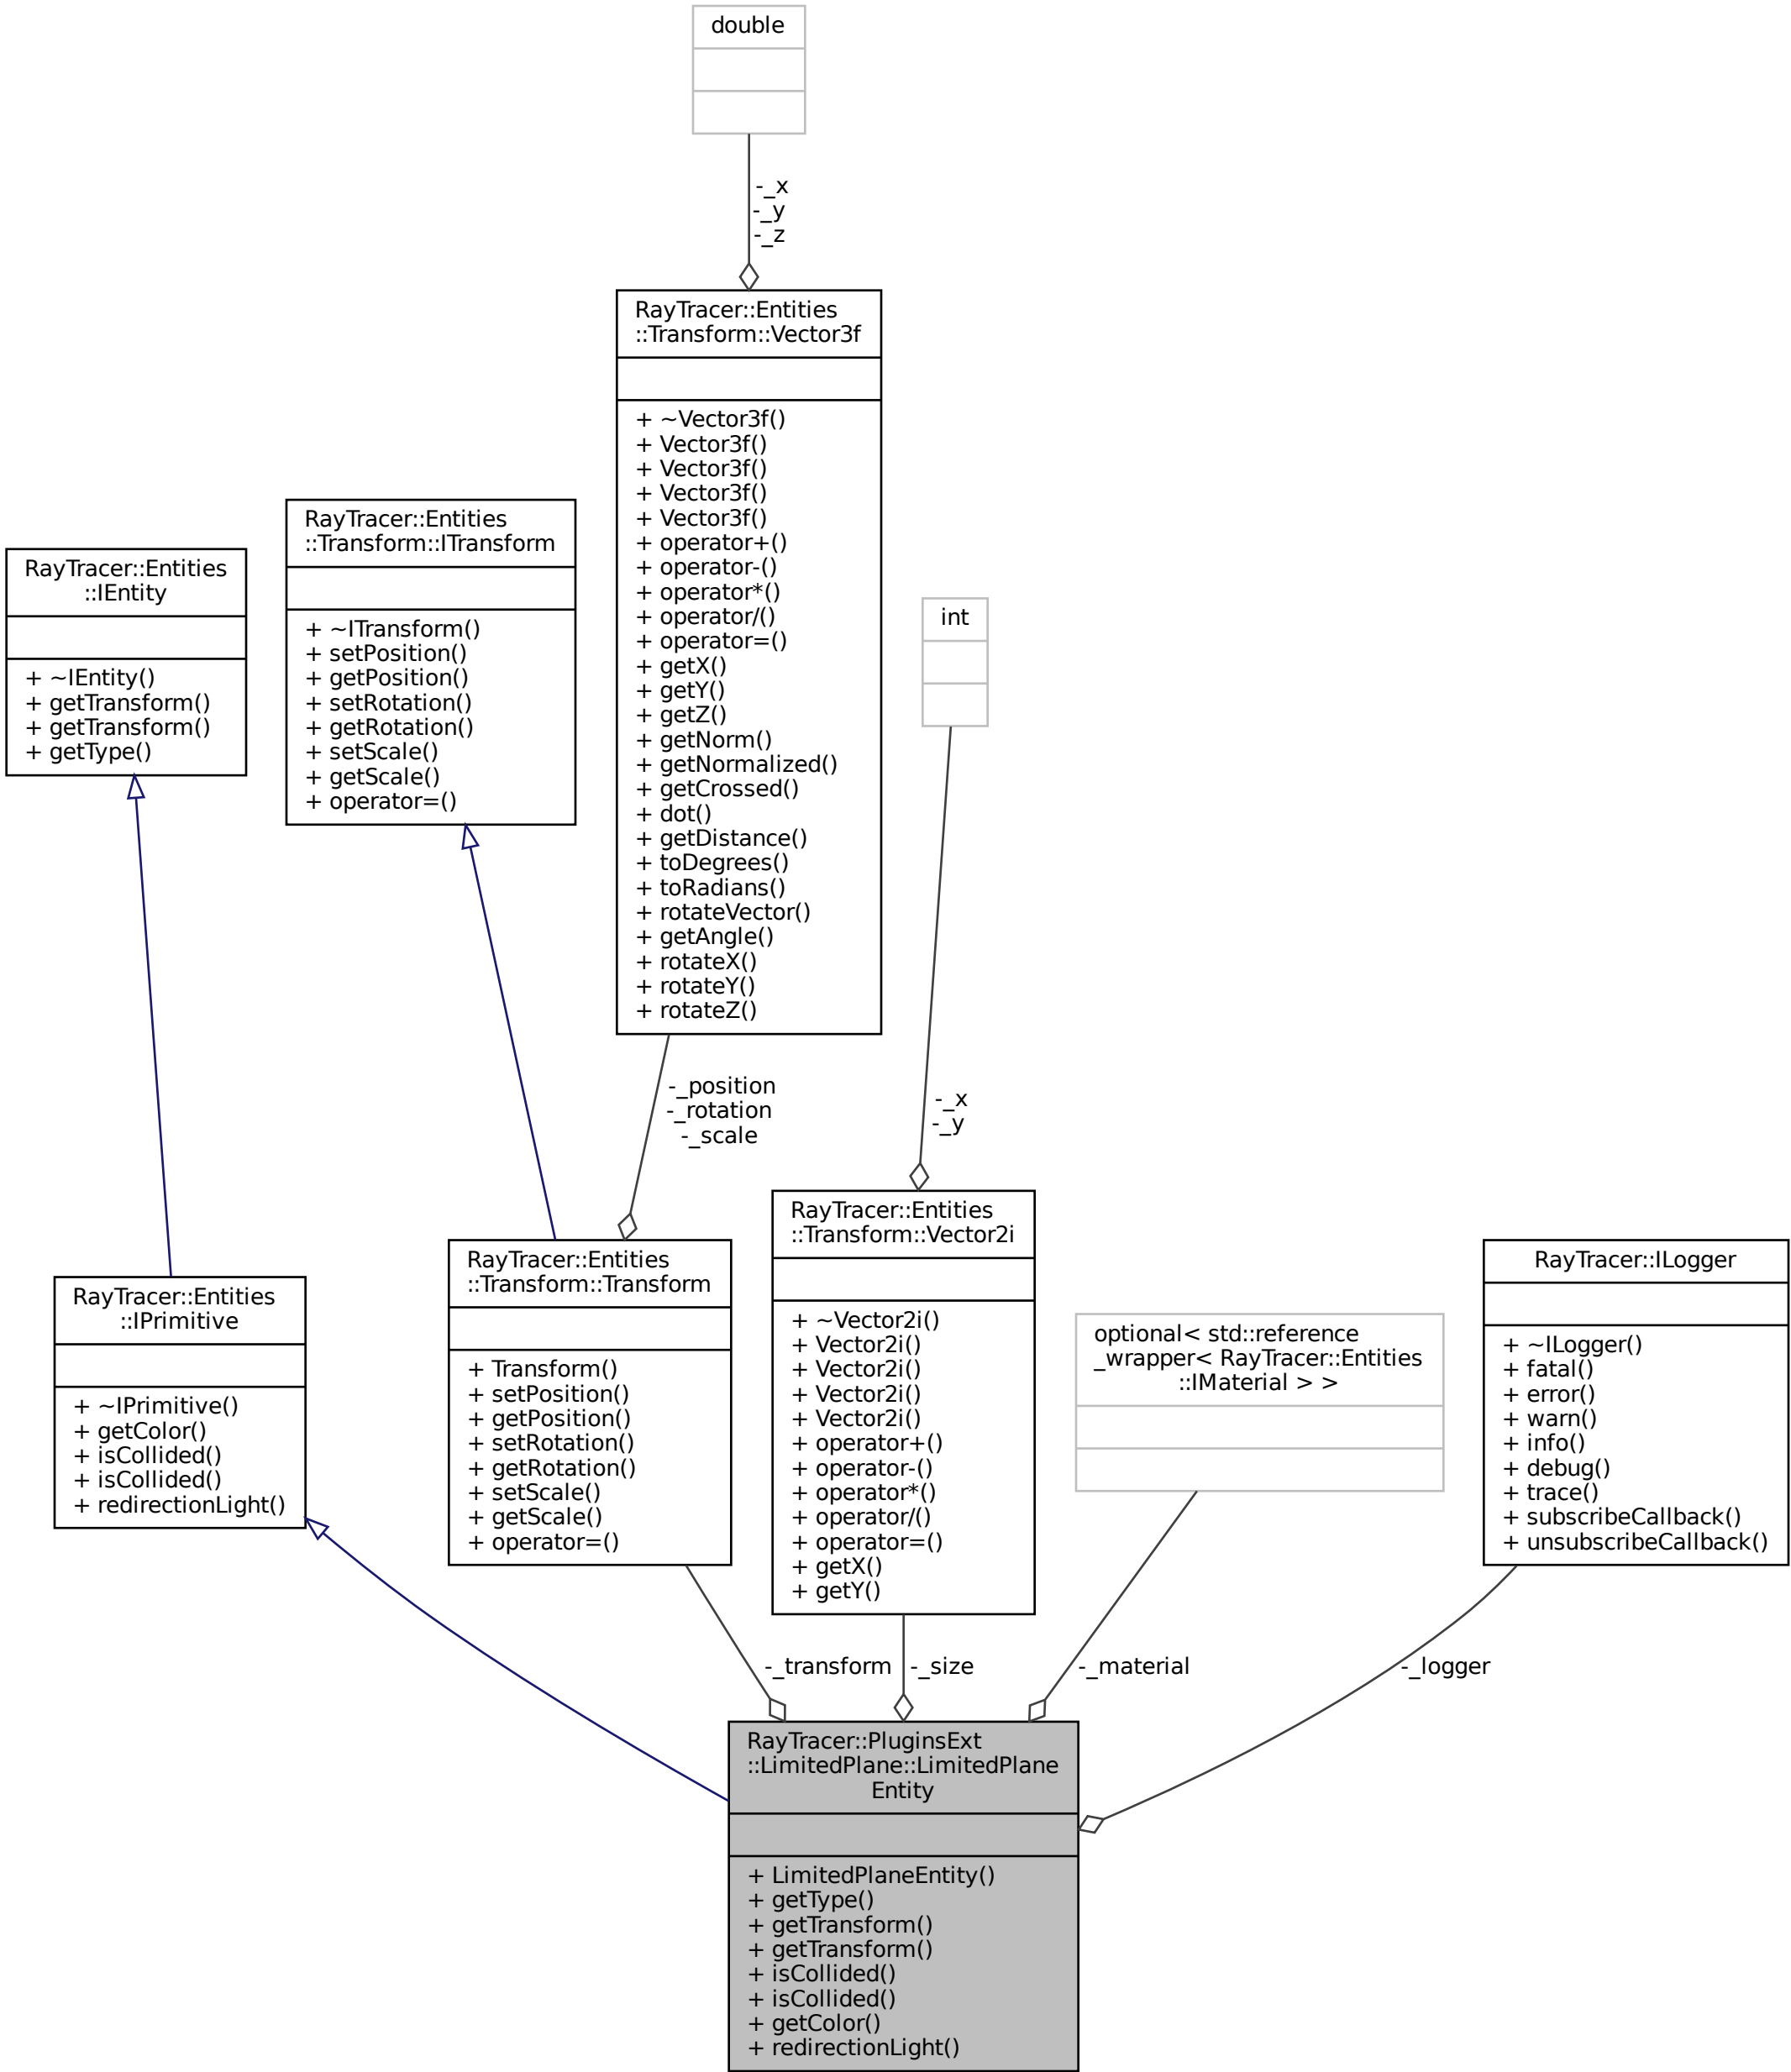 double
-_x
-_y
-_z
RayTracer::Entities
::Transform::Vector3f
+ ~Vector3f()
+ Vector3f()
+ Vector3f()
+ Vector3f()
+ Vector3f()
+ operator+()
+ operator-()
+ operator*()
+ operator/()
+ operator=()
+ getX()
+ getY()
+ getZ()
+ getNorm()
+ getNormalized()
+ getCrossed()
+ dot()
+ getDistance()
+ toDegrees()
+ toRadians()
+ rotateVector()
+ getAngle()
+ rotateX()
+ rotateY()
+ rotateZ()
RayTracer::Entities
::Transform::ITransform
+ ~ITransform()
+ setPosition()
+ getPosition()
+ setRotation()
+ getRotation()
+ setScale()
+ getScale()
+ operator=()
RayTracer::Entities
::IEntity
+ ~IEntity()
+ getTransform()
+ getTransform()
+ getType()
int
-_position
-_rotation
-_scale
-_x
-_y
RayTracer::Entities
::IPrimitive
+ ~IPrimitive()
+ getColor()
+ isCollided()
+ isCollided()
+ redirectionLight()
RayTracer::Entities
::Transform::Transform
+ Transform()
+ setPosition()
+ getPosition()
+ setRotation()
+ getRotation()
+ setScale()
+ getScale()
+ operator=()
RayTracer::Entities
::Transform::Vector2i
+ ~Vector2i()
+ Vector2i()
+ Vector2i()
+ Vector2i()
+ Vector2i()
+ operator+()
+ operator-()
+ operator*()
+ operator/()
+ operator=()
+ getX()
+ getY()
optional< std::reference
_wrapper< RayTracer::Entities
::IMaterial > >
RayTracer::ILogger
+ ~ILogger()
+ fatal()
+ error()
+ warn()
+ info()
+ debug()
+ trace()
+ subscribeCallback()
+ unsubscribeCallback()
-_transform
-_size
-_material
-_logger
RayTracer::PluginsExt
::LimitedPlane::LimitedPlane
Entity
+ LimitedPlaneEntity()
+ getType()
+ getTransform()
+ getTransform()
+ isCollided()
+ isCollided()
+ getColor()
+ redirectionLight()